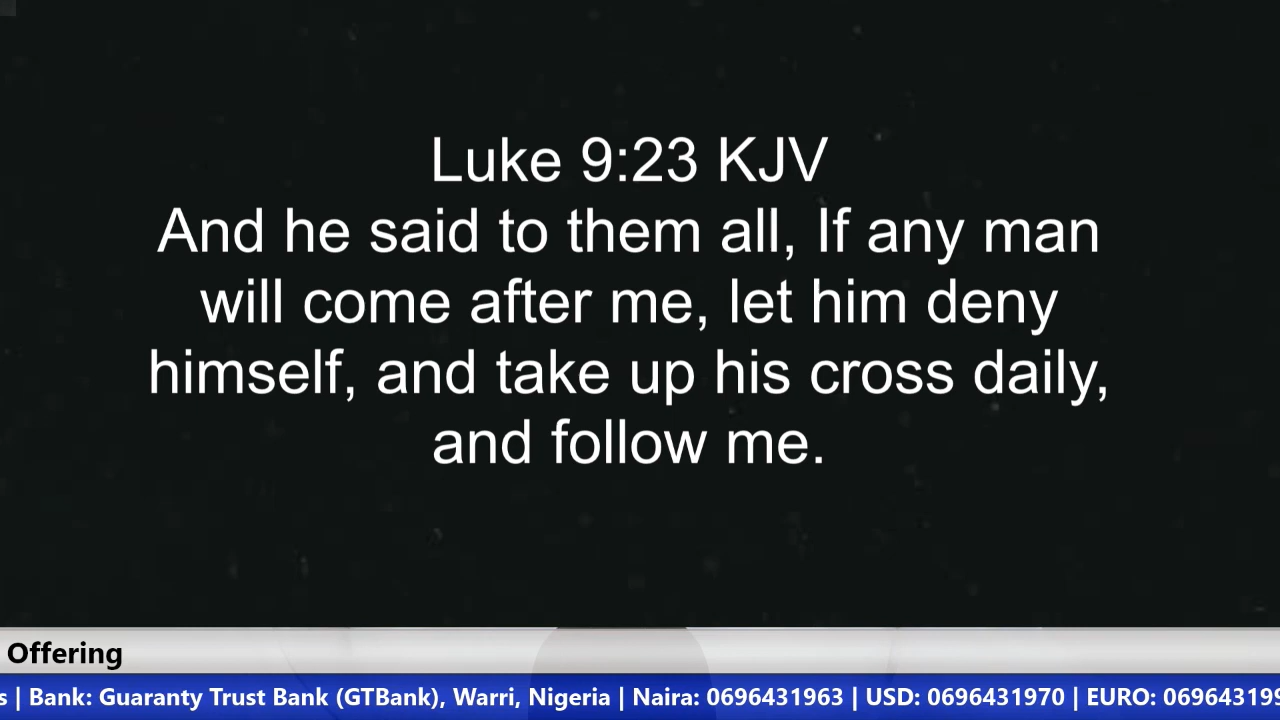 Luke 9:23 KJV
And he said to them all, If any man
will come after me, let him deny
himself, and take up his cross daily,
and follow me.
Offering
s | Bank: Guaranty Trust Bank (GTBank), Warri, Nigeria | Naira: 0696431963 | USD: 0696431970 | EURO: 069643199